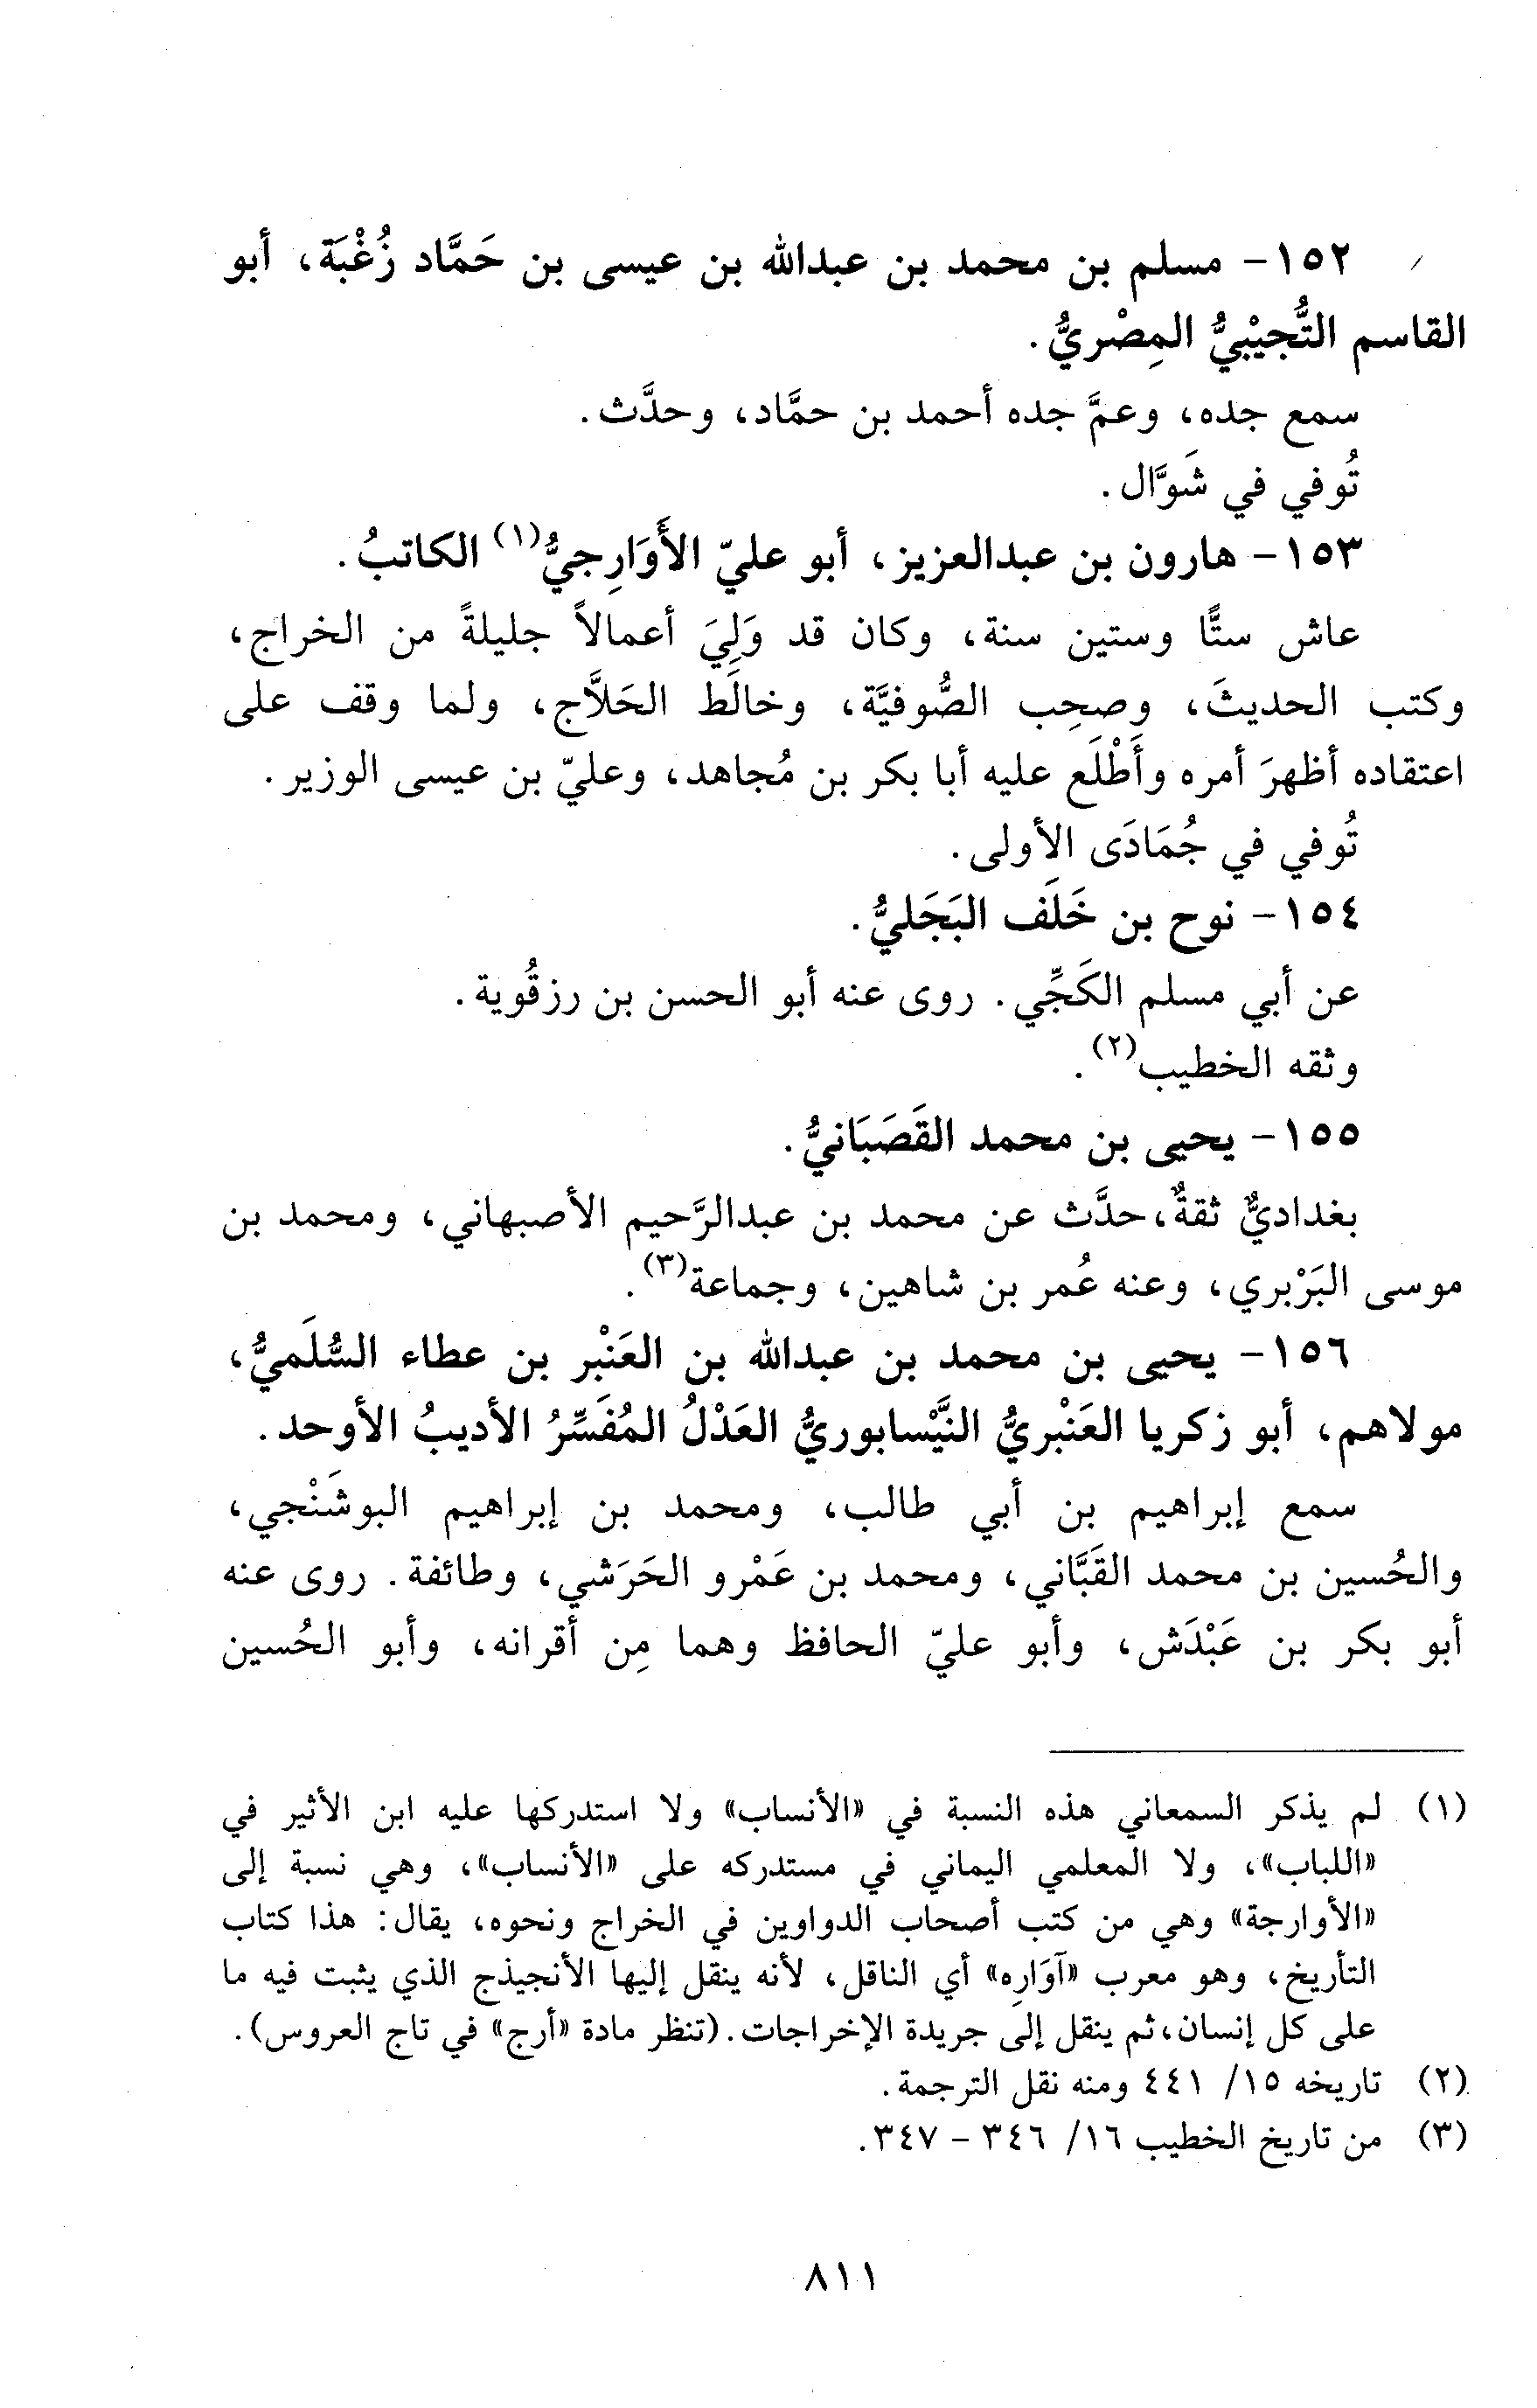 ١٥٢- مسلم بن محمد بن عبدالله بن عيسى بن حَمَّاد زُغْبَة، أبو
القاسم التُّجيْبيُّ المِصْريُّ.
سمع جده، وعمَّ جده أحمد بن حمَّاد، وحدَّث.
تُوفي في شَوَّال.
١٥٣- هارون بن عبدالعزيز، أبو عليّ الأَوَارِجيُّ(١) الكاتبُ.
عاش ستًّا وستين سنة، وكان قد وَلِيَ أعمالاً جليلةً من الخراج،
وكتب الحديثَ، وصحِب الصُّوفيَّة، وخالَط الحَلاَّج، ولما وقف على
اعتقاده أظهرَ أمره وأَطْلَع عليه أبا بكر بن مُجاهد، وعليّ بن عيسى الوزير.
تُوفي في جُمَادَى الأولى.
١٥٤- نوح بن خَلَف البَجَليُّ.
عن أبي مسلم الكَجِّي. روى عنه أبو الحسن بن رزقُوية.
وثقه الخطيب(٢).
١٥٥- يحيى بن محمد القَصَبَانيُّ.
بغداديٌّ ثقةٌ، حدَّث عن محمد بن عبدالرَّحيم الأصبهاني، ومحمد بن
موسى البَرْبري، وعنه عُمر بن شاهين، وجماعة(٣).
١٥٦- يحيى بن محمد بن عبدالله بن العَنْبر بن عطاء السُّلَميُّ،
مولاهم، أبو زكريا العَنْبريُّ النَّيْسابوريُّ العَدْلُ المُفَسِّرُ الأديبُ الأوحد.
سمع إبراهيم بن أبي طالب، ومحمد بن إبراهيم البوشَنْجي،
والحُسين بن محمد القَبَّاني، ومحمد بن عَمْرو الحَرَشي، وطائفة. روى عنه
أبو بكر بن عَبْدَش، وأبو عليّ الحافظ وهما مِن أقرانه، وأبو الحُسين
(١) لم يذكر السمعاني هذه النسبة في «الأنساب» ولا استدركها عليه ابن الأثير في
«اللباب»، ولا المعلمي اليماني في مستدركه على «الأنساب»، وهي نسبة إلى
«الأوارجة» وهي من كتب أصحاب الدواوين في الخراج ونحوه، يقال: هذا كتاب
التأريخ، وهو معرب «آوَارِه» أي الناقل، لأنه ينقل إليها الأنجيذج الذي يثبت فيه ما
على كل إنسان، ثم ينقل إلى جريدة الإخراجات. (تنظر مادة «أرج» في تاج العروس).
(٢) تاريخه ١٥/ ٤٤١ ومنه نقل الترجمة.
(٣) من تاريخ الخطيب ١٦/ ٣٤٦ - ٣٤٧.
٨١١